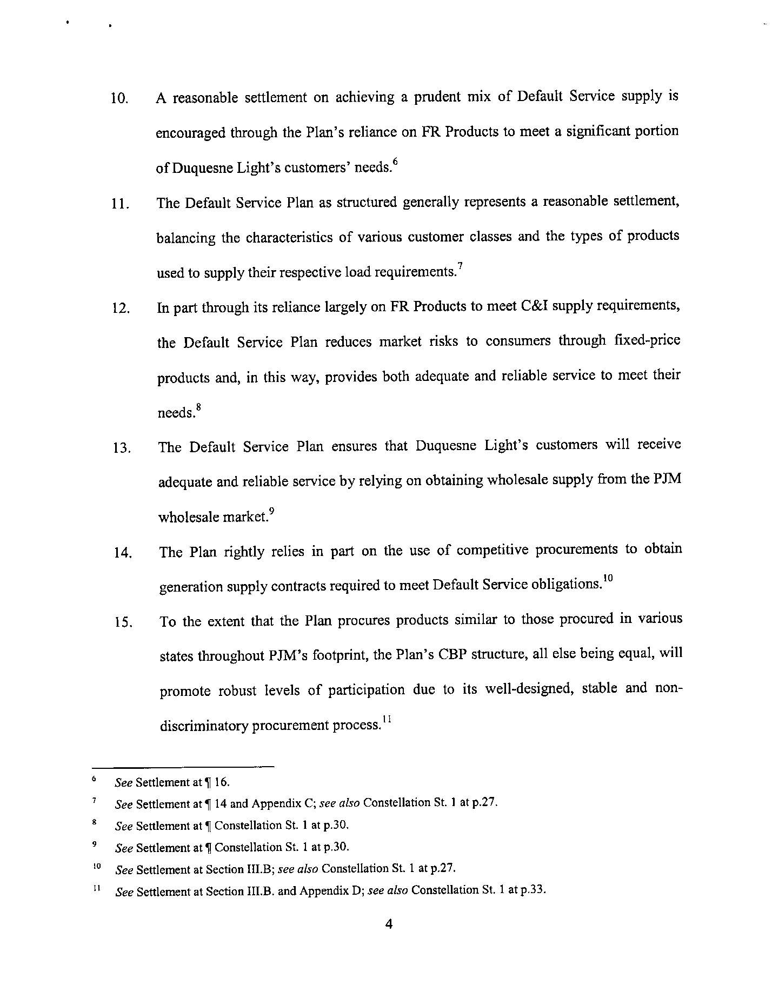 10. A reasonable settlement on achieving a prudent mix of Default Service supply is
encouraged through the Plan's reliance on FR Products to meet a significant portion
of Duquesne Light's customers' needs.6
11. The Default Service Plan as structured generally represents a reasonable settlement,
balancing the characteristics of various customer classes and the types of products
used to supply their respective load requirements.7
12. In part through its reliance largely on FR Products to meet C&I supply requirements,
the Default Service Plan reduces market risks to consumers through fixed-price
products and, in this way, provides both adequate and reliable service to meet their
needs.8
13. The Default Service Plan ensures that Duquesne Light's customers will receive
adequate and reliable service by relying on obtaining wholesale supply from the PJM
wholesale market.9
14. The Plan rightly relies in part on the use of competitive procurements to obtain
generation supply contracts required to meet Default Service obligations.10
15. To the extent that the Plan procures products similar to those procured in various
states throughout PJM's footprint, the Plan's CBP structure, all else being equal, will
promote robust levels of participation due to its well-designed, stable and non-
discriminatory procurement process.11
6 See Settlement at ¶ 16.
7 See Settlement at ¶ 14 and Appendix C; see also Constellation St. 1 at p.27.
8 See Settlement at ¶ Constellation St. 1 at p.30.
9 See Settlement at ¶ Constellation St. 1 at p.30.
10 See Settlement at Section III.B; see also Constellation St. 1 at p.27.
11 See Settlement at Section III.B. and Appendix D; see also Constellation St. 1 at p.33.
4